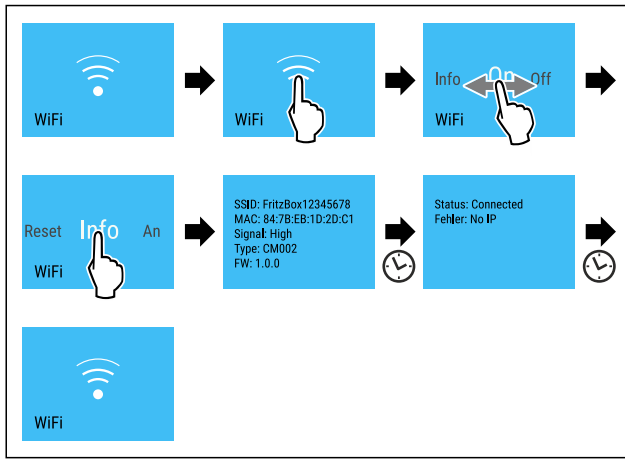 WiFi
WiFi
Info On Off
WiFi
Reset Info An
WiFi
SSID: FritzBox12345678
MAC: 84:7B:EB:1D:2D:C1
Signal: High
Type: CM002
FW: 1.0.0
Status: Connected
Fehler: No IP
WiFi